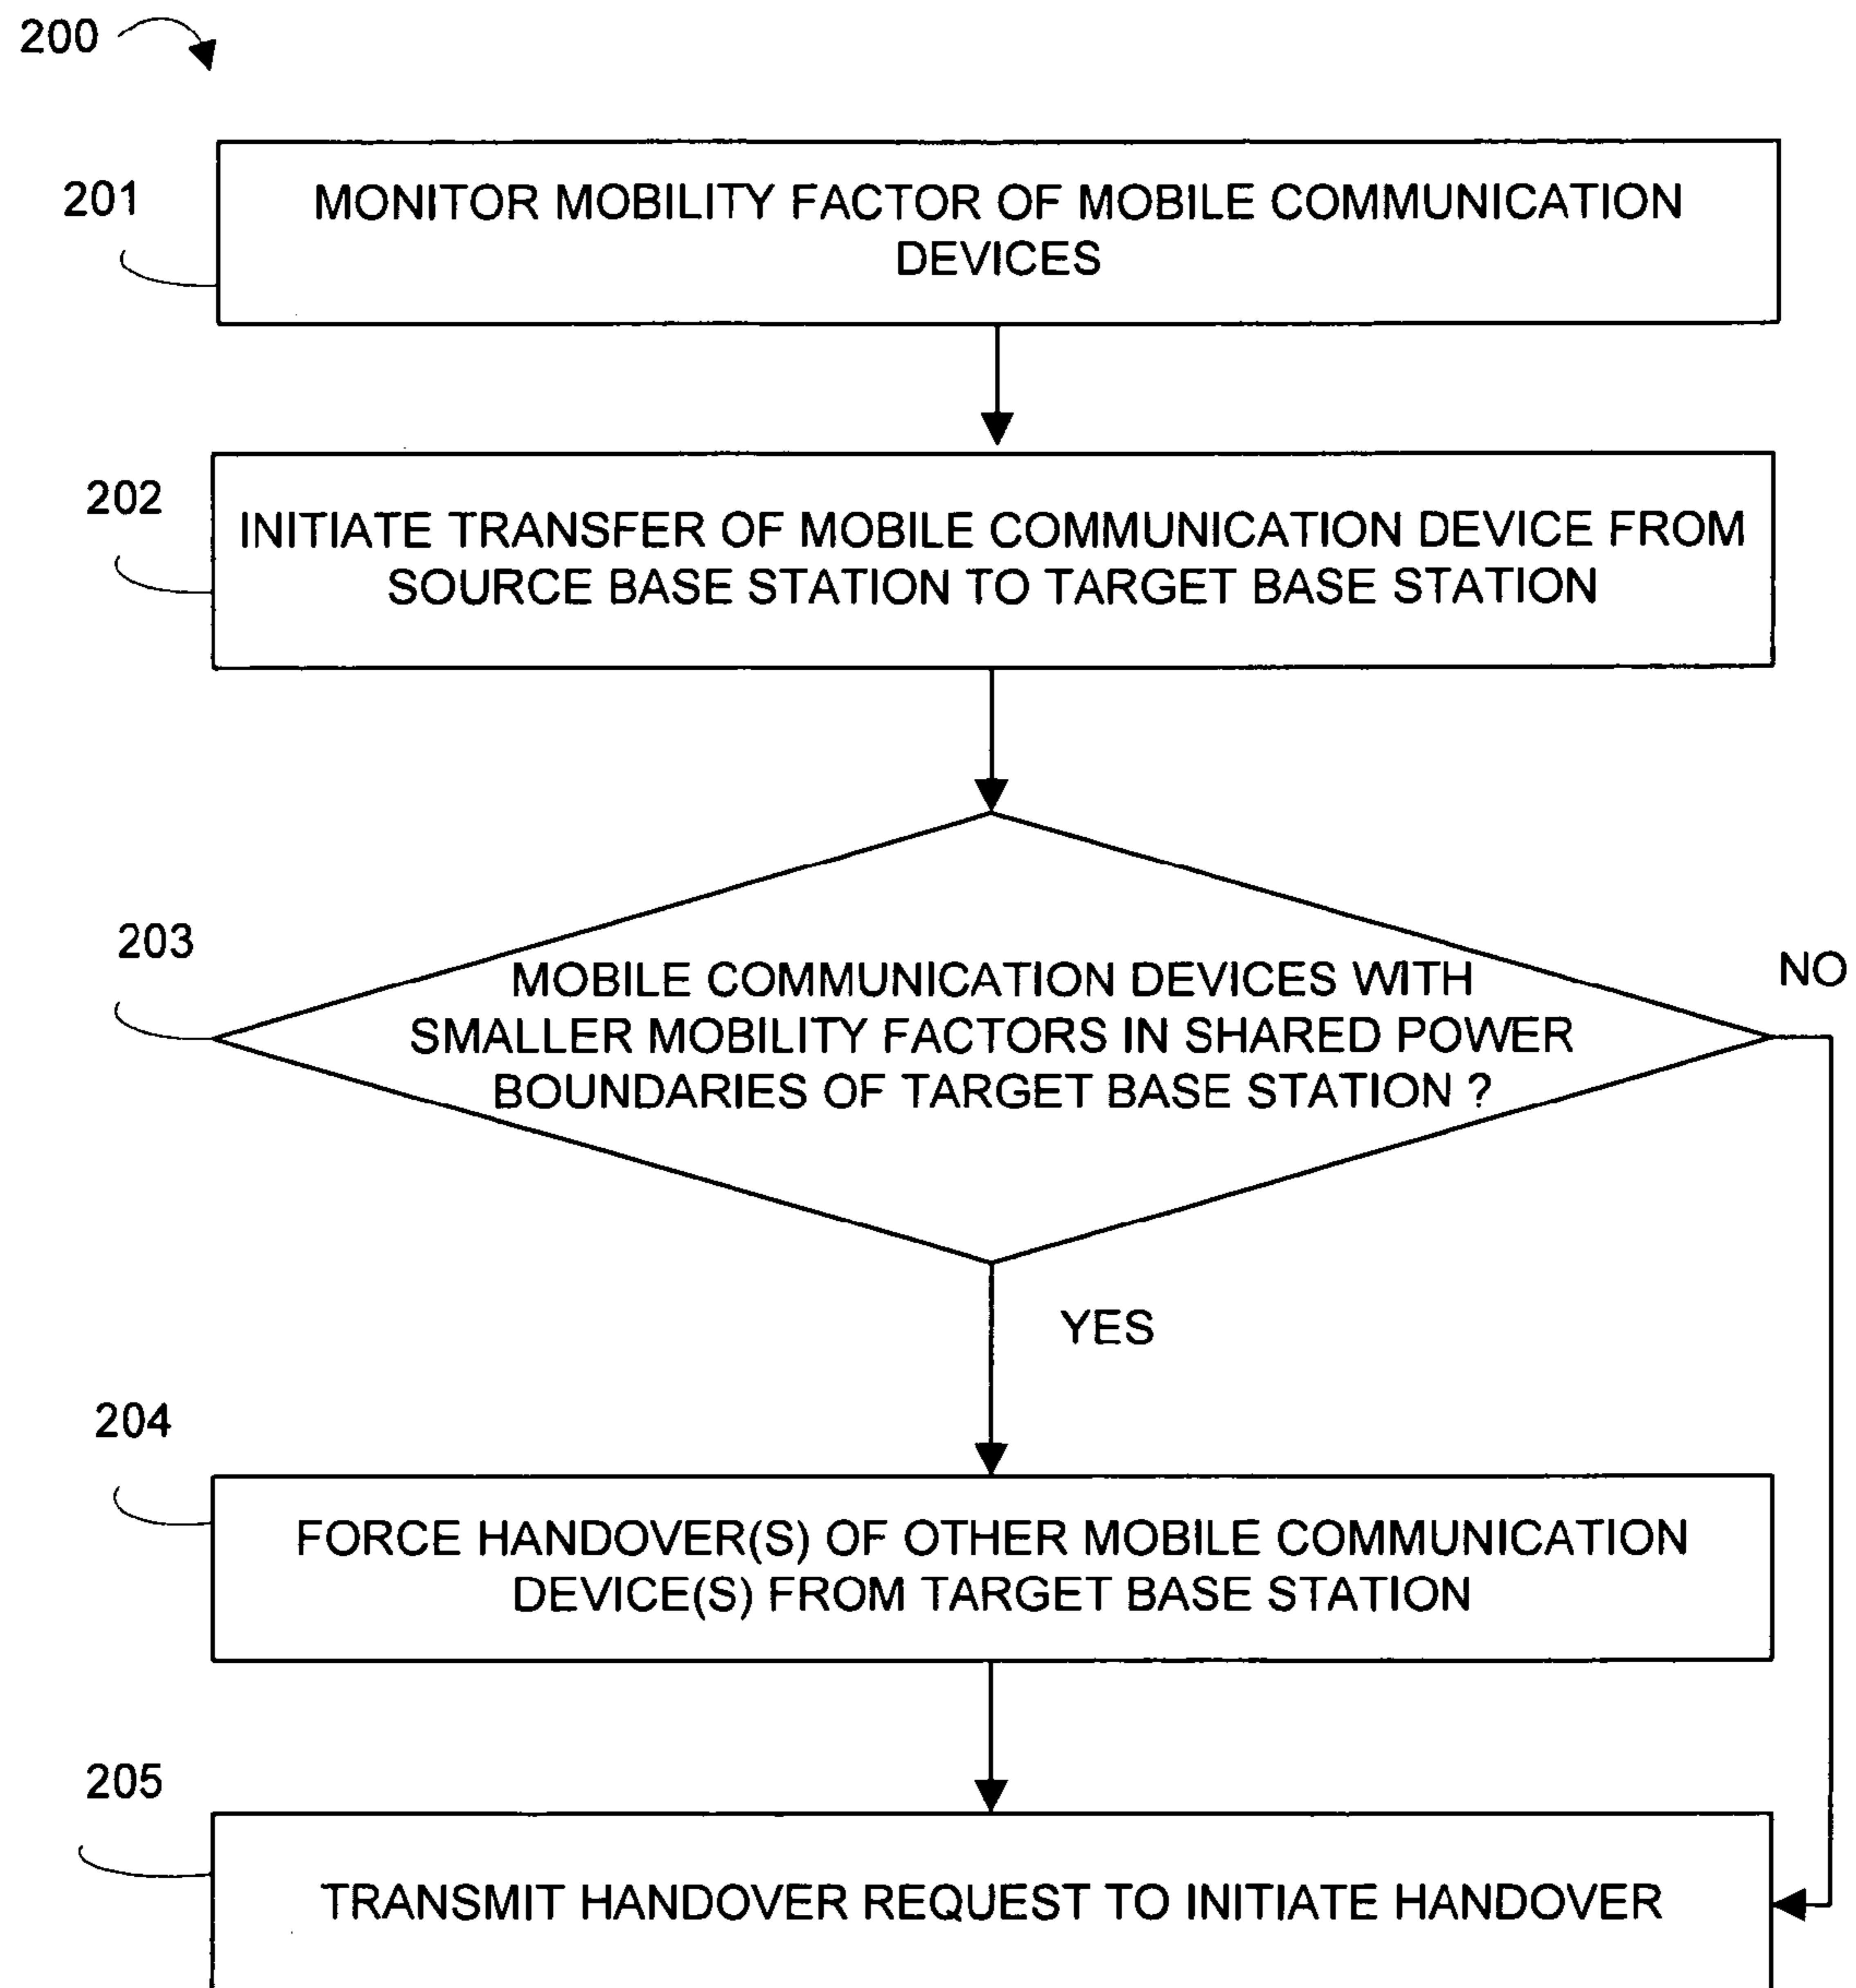 200
201
MONITOR MOBILITY FACTOR OF MOBILE COMMUNICATION
DEVICES
202
INITIATE TRANSFER OF MOBILE COMMUNICATION DEVICE FROM
SOURCE BASE STATION TO TARGET BASE STATION
203
MOBILE COMMUNICATION DEVICES WITH
SMALLER MOBILITY FACTORS IN SHARED POWER
BOUNDARIES OF TARGET BASE STATION ?
NO
YES
204
FORCE HANDOVER(S) OF OTHER MOBILE COMMUNICATION
DEVICE(S) FROM TARGET BASE STATION
205
TRANSMIT HANDOVER REQUEST TO INITIATE HANDOVER